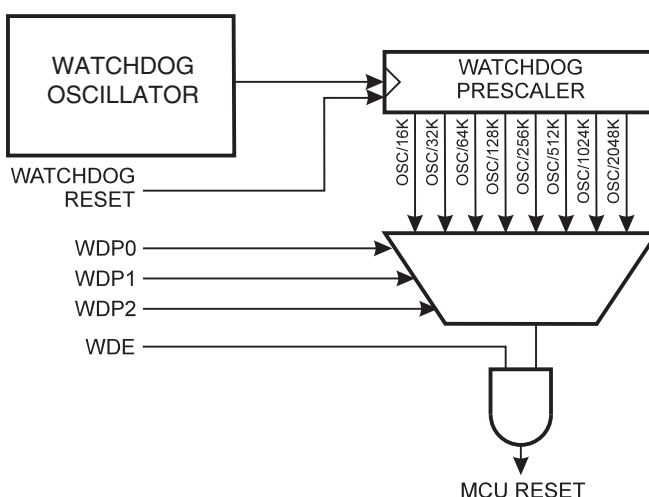 WATCHDOG
OSCILLATOR
WATCHDOG
PRESCALER
OSC/16K
OSC/32K
OSC/64K
OSC/128K
OSC/256K
OSC/512K
OSC/1024K
OSC/2048K
WATCHDOG
RESET
WDP0
WDP1
WDP2
WDE
MCU RESET